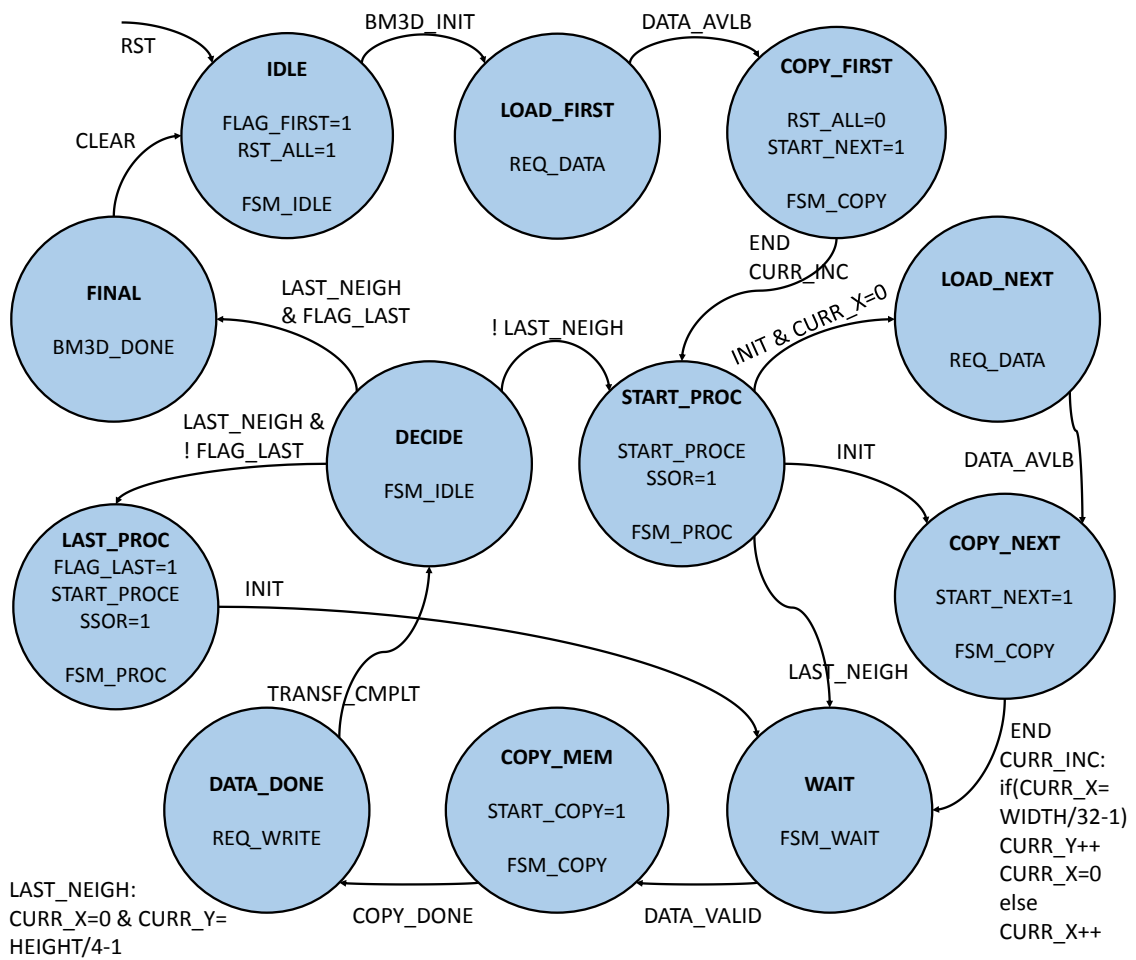 RST
BM3D_INIT
DATA_AVLB
IDLE
FLAG_FIRST=1
RST_ALL=1
FSM_IDLE
LOAD_FIRST
REQ_DATA
COPY_FIRST
RST_ALL=0
START_NEXT=1
FSM_COPY
CLEAR
END
CURR_INC
FINAL
BM3D_DONE
LAST_NEIGH
& FLAG_LAST
! LAST_NEIGH
INIT & CURR_X=0
LOAD_NEXT
REQ_DATA
LAST_NEIGH &
! FLAG_LAST
DECIDE
FSM_IDLE
START_PROC
START_PROCE
SSOR=1
FSM_PROC
INIT
DATA_AVLB
LAST_PROC
FLAG_LAST=1
START_PROCE
SSOR=1
FSM_PROC
INIT
COPY_NEXT
START_NEXT=1
FSM_COPY
TRANSF_CMPLT
LAST_NEIGH
DATA_DONE
REQ_WRITE
COPY_MEM
START_COPY=1
FSM_COPY
WAIT
FSM_WAIT
END
CURR_INC:
if(CURR_X=
WIDTH/32-1)
CURR_Y++
CURR_X=0
else
CURR_X++
LAST_NEIGH:
CURR_X=0 & CURR_Y=
HEIGHT/4-1
COPY_DONE
DATA_VALID